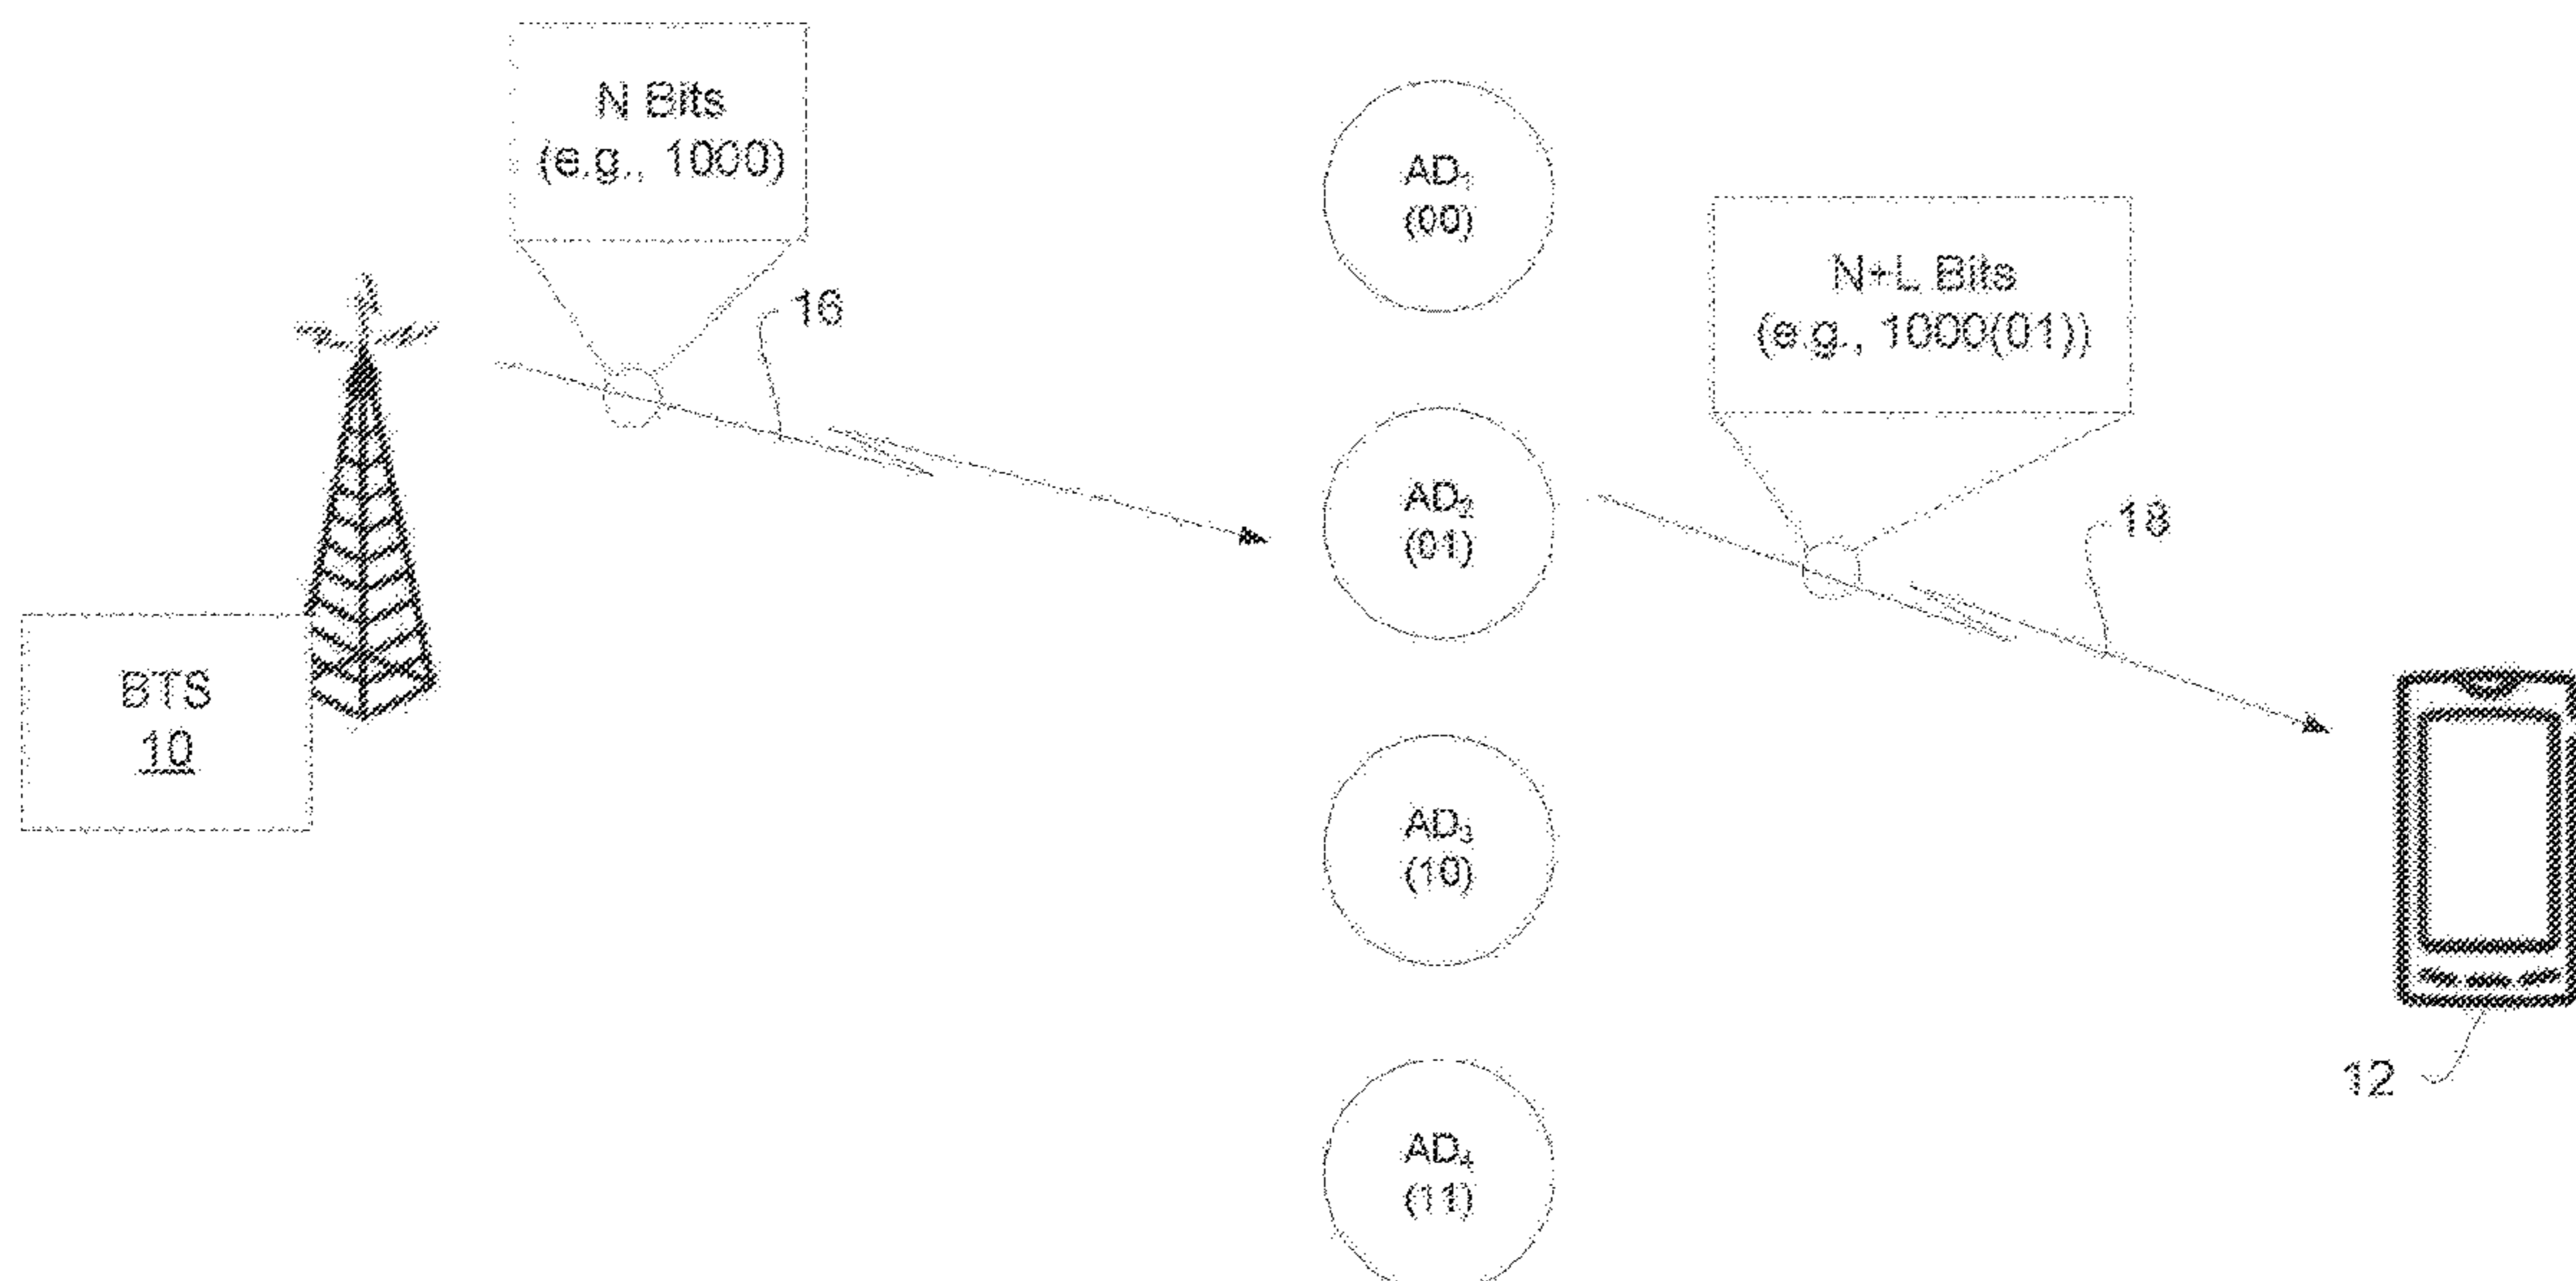 N Bits
(e.g., 1000)
16
BTS
10
AD₁
(00)
AD₂
(01)
AD₃
(10)
AD₄
(11)
N+L Bits
(e.g., 1000(01))
18
12